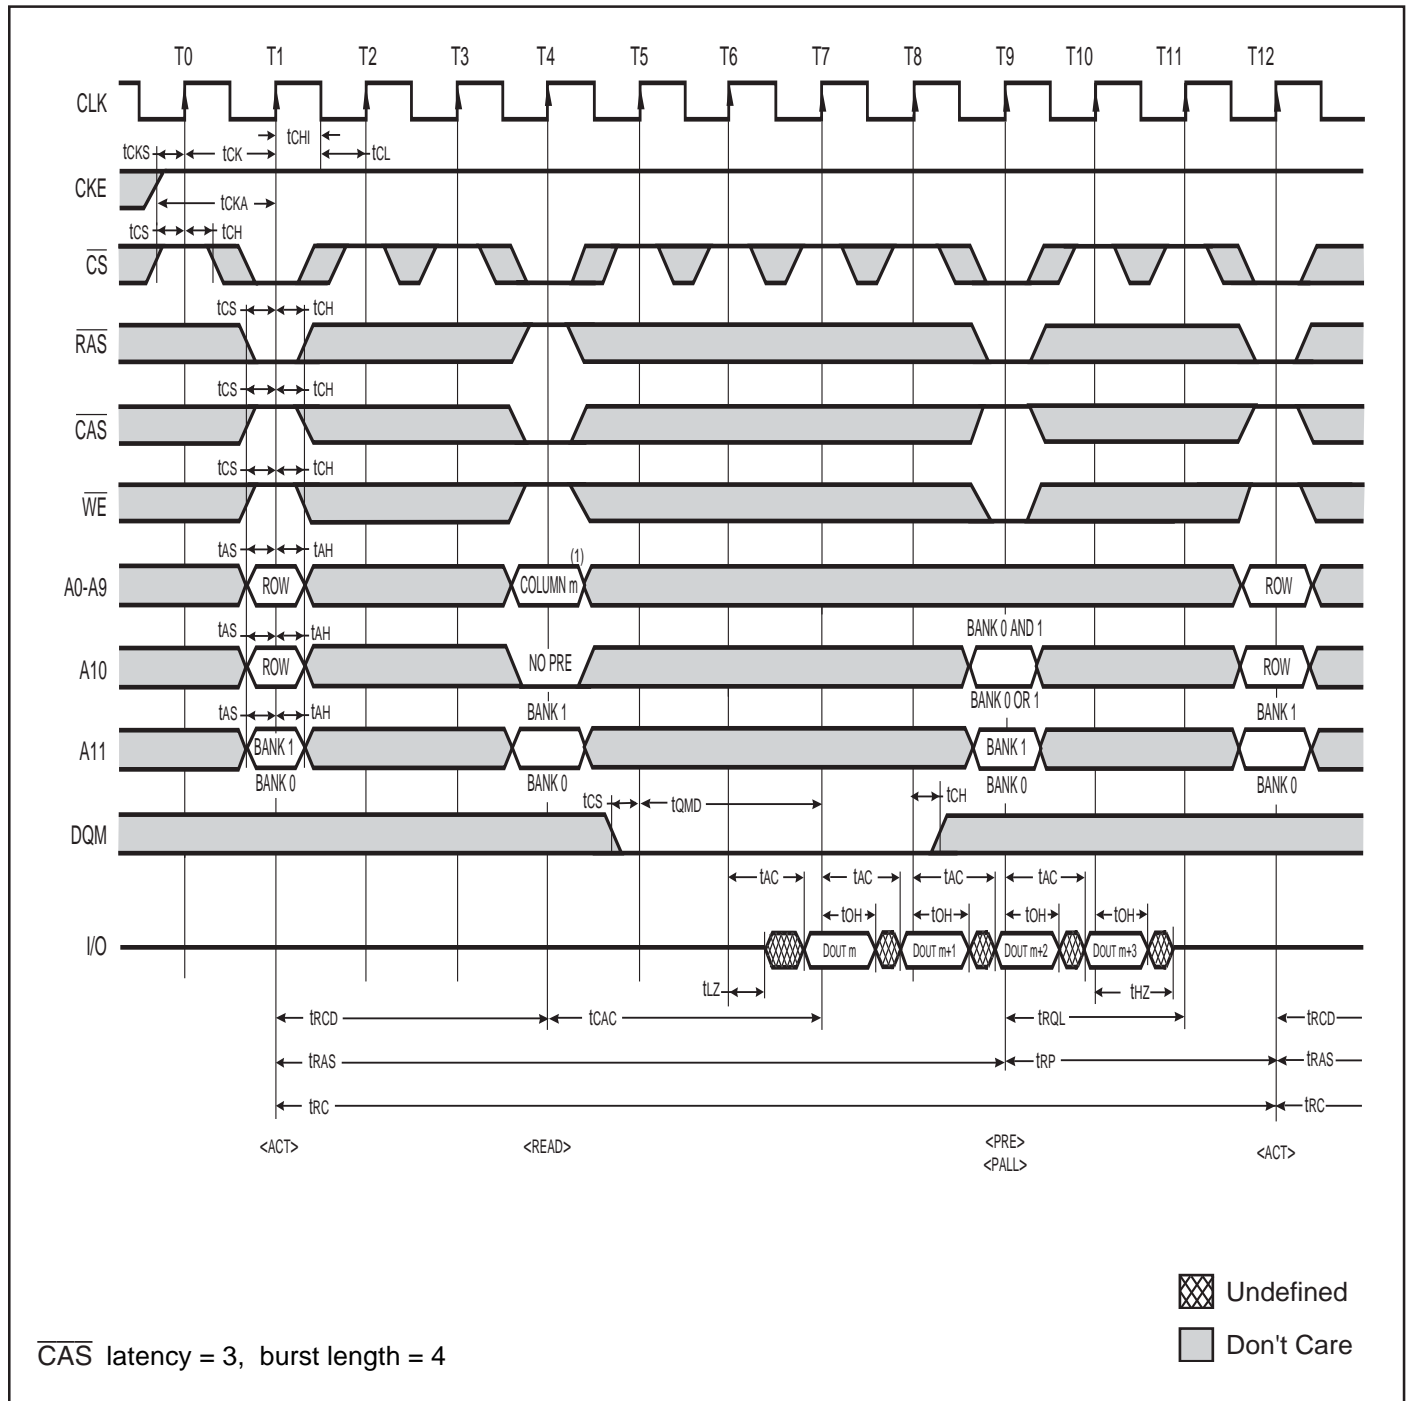 T0 T1 T2 T3 T4 T5 T6 T7 T8 T9 T10 T11 T12
CLK
tCHI
tCKS tCK tCL
CKE
tCKA
tCS tCH
CS
tCS tCH
RAS
tCS tCH
CAS
tCS tCH
WE
tAS tAH (1)
A0-A9 ROW COLUMN m ROW
tAS tAH BANK 0 AND 1
A10 ROW NO PRE ROW
BANK 0 OR 1
tAS tAH BANK 1 BANK 1
A11 BANK 1 BANK 1
BANK 0 BANK 0 BANK 0 BANK 0
tCS tQMD tCH
DQM
tAC tAC tAC tAC
tOH tOH tOH tOH
I/O DOUT m DOUT m+1 DOUT m+2 DOUT m+3
tLZ tHZ
tRCD tCAC tRQL tRCD
tRAS tRP tRAS
tRC tRC
<ACT> <READ> <PRE> <ACT>
<PALL>
Undefined
Don't Care
CAS latency = 3, burst length = 4